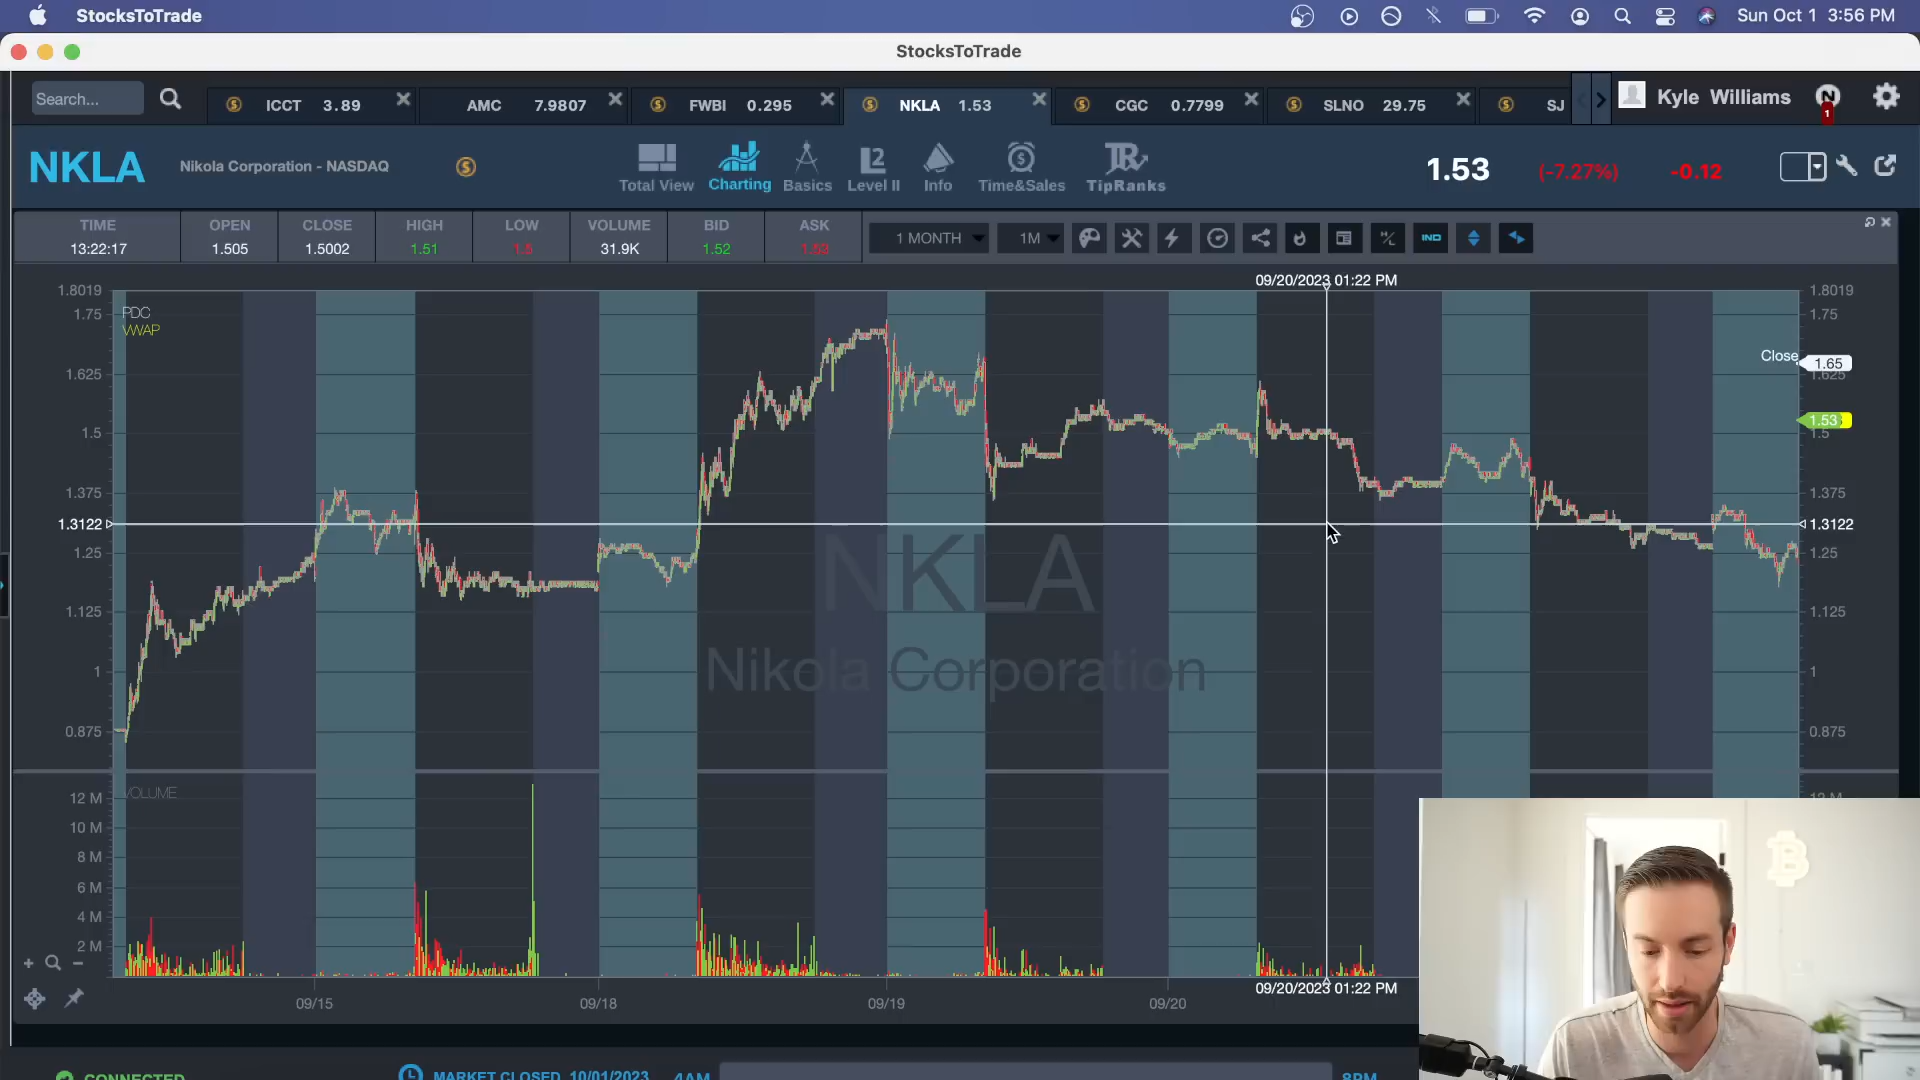 StocksToTrade
Sun Oct 1 3:56 PM
StocksToTrade
Search...
ICCT 3.89
AMC 7.9807
FWBI 0.295
NKLA 1.53
CGC 0.7799
SLNO 29.75
SJ
Kyle Williams
N
1
NKLA
Nikola Corporation - NASDAQ
Total View
Charting
Basics
L2
Level II
Info
Time&Sales
TipRanks
1.53
(-7.27%)
-0.12
TIME OPEN CLOSE HIGH LOW VOLUME BID ASK
13:22:17 1.505 1.5002 1.51 1.5 31.9K 1.52 1.53
1 MONTH
1M
H/L
IND
09/20/2023 01:22 PM
1.8019
1.75
1.625
1.5
1.375
1.3122
1.25
1.125
1
0.875
PDC
VWAP
NKLA
Nikola Corporation
1.8019
1.75
Close
1.65
1.625
1.53
1.5
1.375
1.3122
1.25
1.125
1
0.875
VOLUME
12 M
10 M
8 M
6 M
4 M
2 M
12 M
09/15
09/18
09/19
09/20
09/20/2023 01:22 PM
CONNECTED
MARKET CLOSED 10/01/2023
4AM
8PM